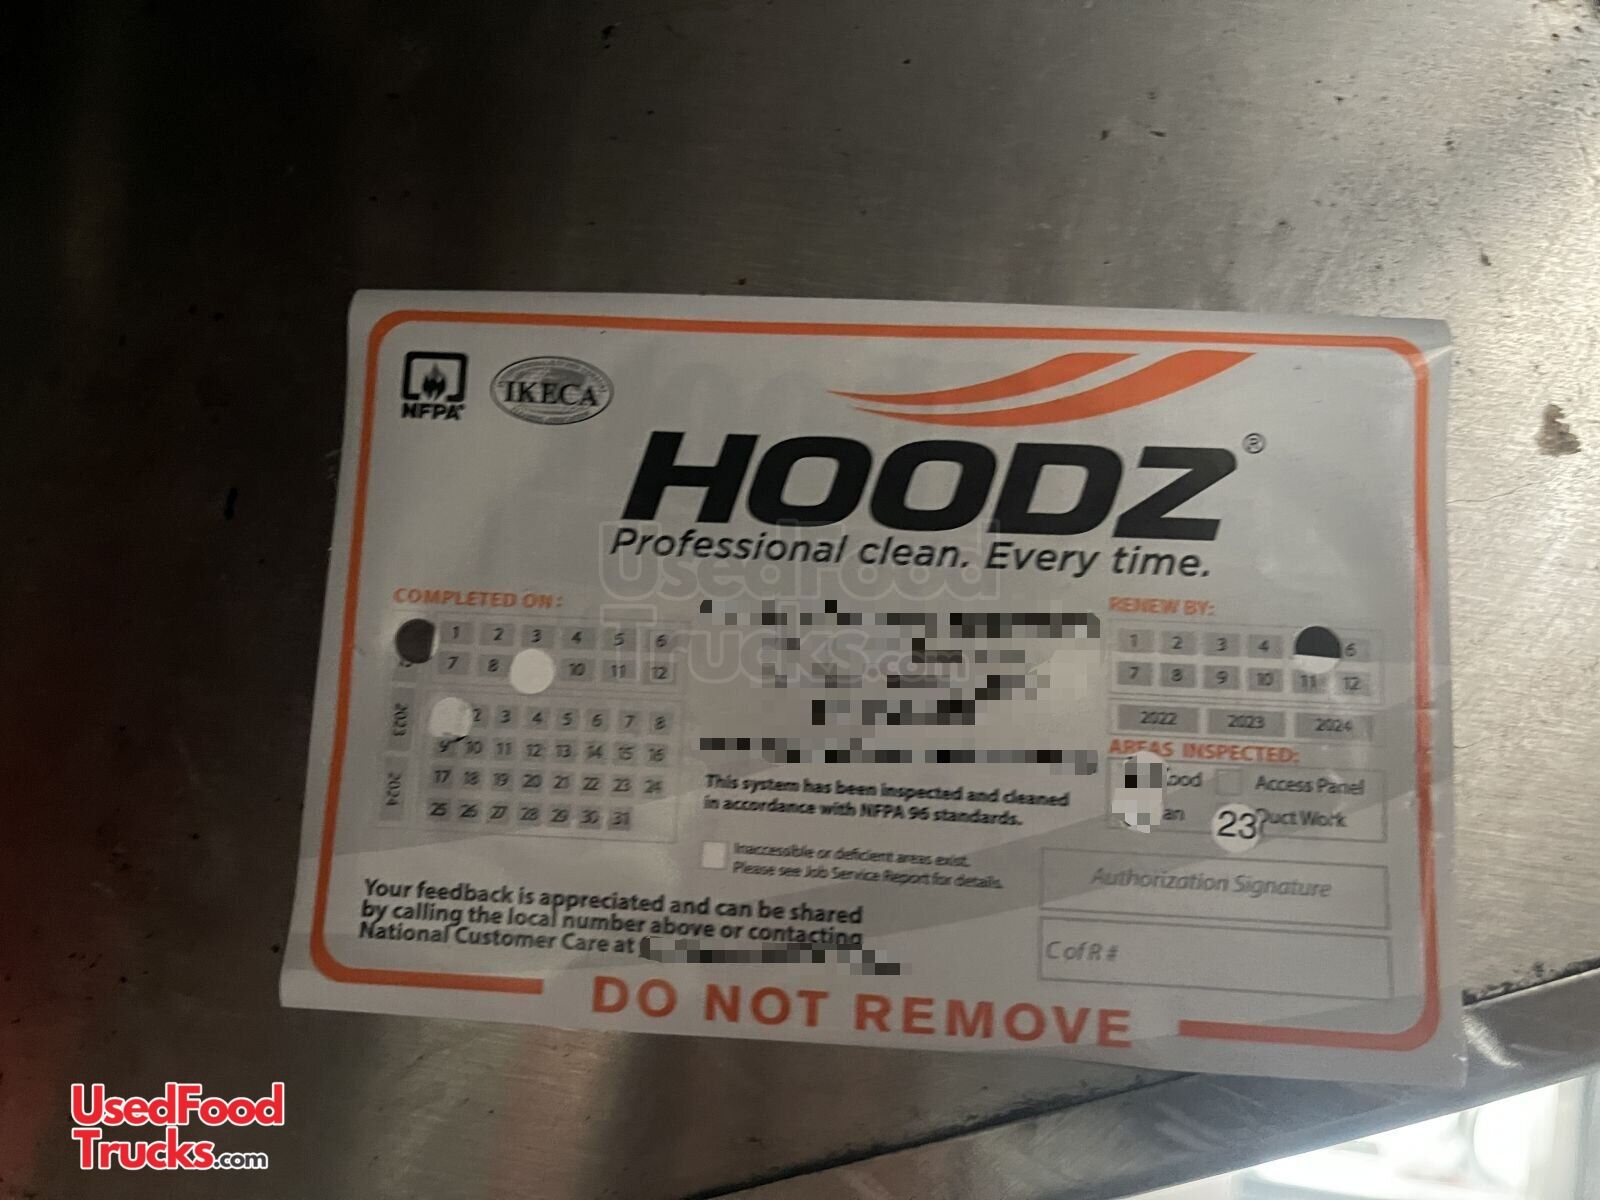 NFPA®
IKECA
HOODZ®
Professional clean. Every time.
UsedFood
Trucks.com
COMPLETED ON:
1 2 3 4 5 6
7 8 10 11 12
2023
2024
2 3 4 5 6 7 8
9 10 11 12 13 14 15 16
17 18 19 20 21 22 23 24
25 26 27 28 29 30 31
RENEW BY:
1 2 3 4 6
7 8 9 10 11 12
2022 2023 2024
AREAS INSPECTED:
ood Access Panel
an 23 uct Work
This system has been inspected and cleaned
in accordance with NFPA 96 standards.
Inaccessible or deficient areas exist.
Please see Job Service Report for details.
Authorization Signature
C of R #
Your feedback is appreciated and can be shared
by calling the local number above or contacting
National Customer Care at
DO NOT REMOVE
UsedFood
Trucks.com